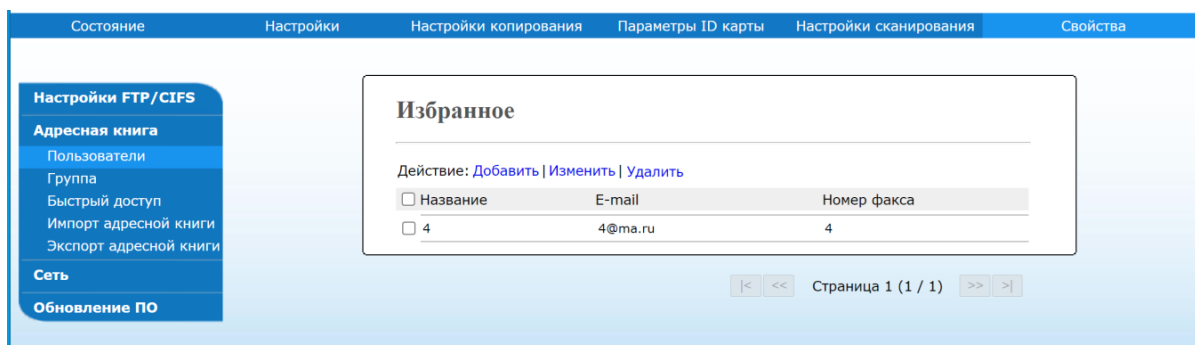 Состояние Настройки Настройки копирования Параметры ID карты Настройки сканирования Свойства
Настройки FTP/CIFS
Адресная книга
Пользователи
Группа
Быстрый доступ
Импорт адресной книги
Экспорт адресной книги
Сеть
Обновление ПО
Избранное
Действие: Добавить | Изменить | Удалить
Название E-mail Номер факса
4 4@ma.ru 4
|< << Страница 1 (1 / 1) >> >|